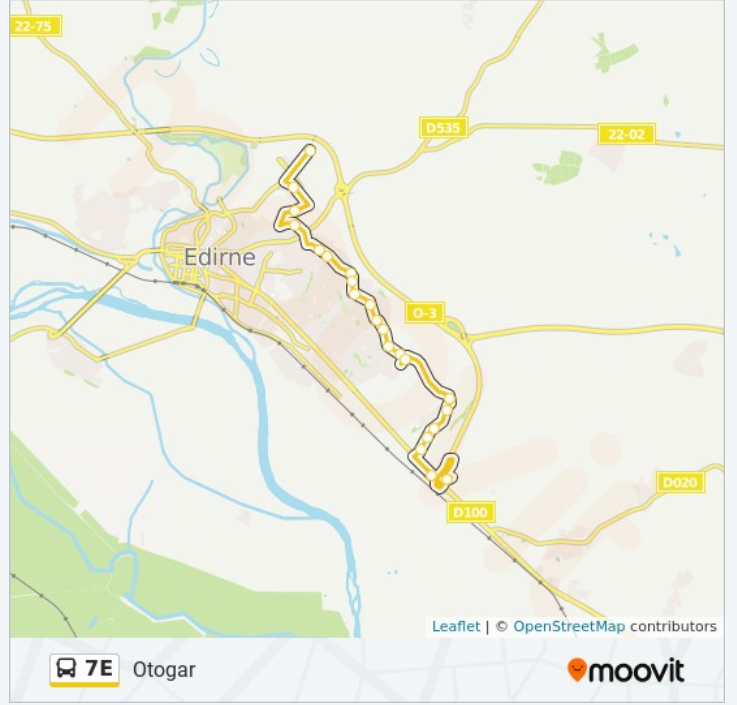 22-75
D535
22-02
Edirne
O-3
D020
D100
Leaflet | © OpenStreetMap contributors
7E Otogar
moovit